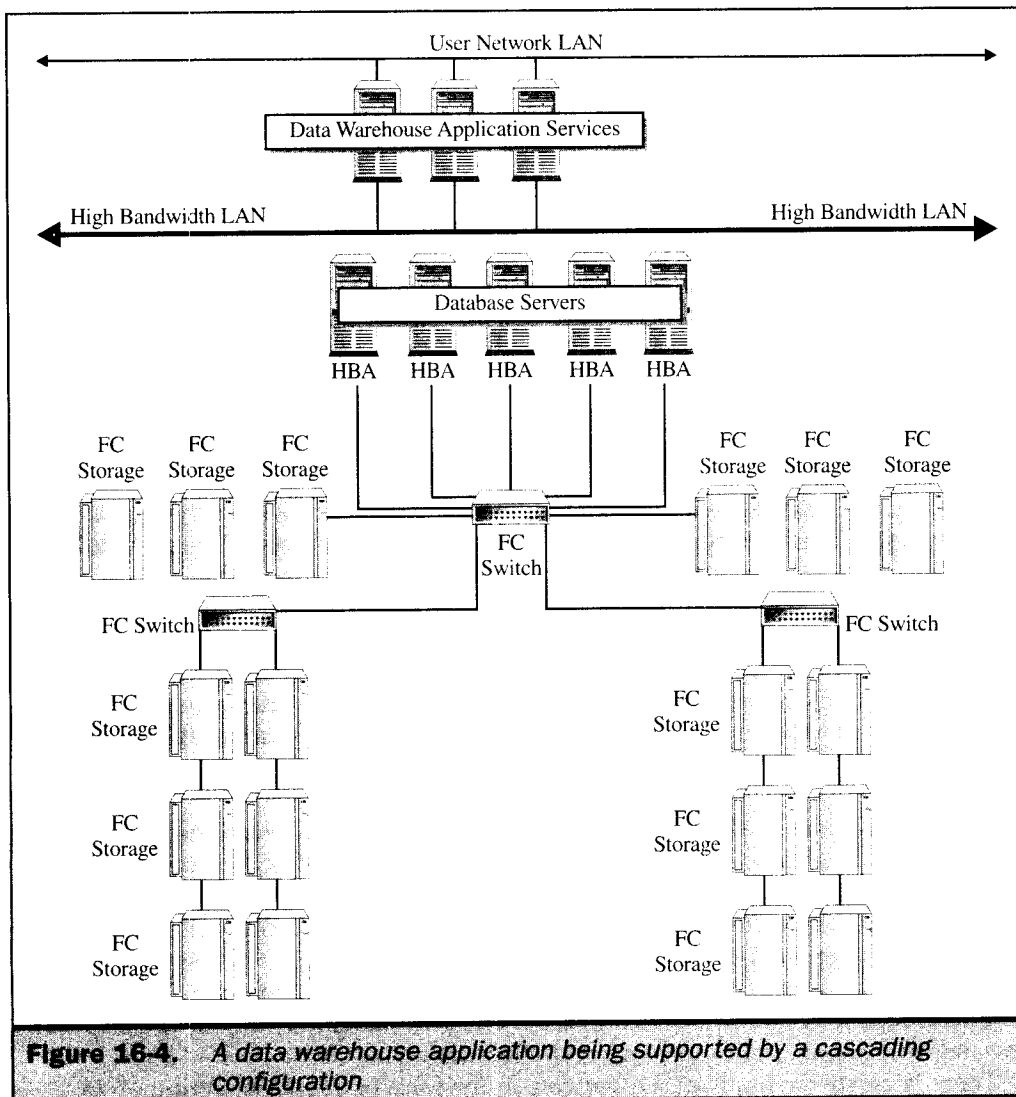 User Network LAN
Data Warehouse Application Services
High Bandwidth LAN
High Bandwidth LAN
Database Servers
HBA
HBA
HBA
HBA
HBA
FC
Storage
FC
Storage
FC
Storage
FC
Storage
FC
Storage
FC
Storage
FC
Switch
FC Switch
FC Switch
FC
Storage
FC
Storage
FC
Storage
FC
Storage
FC
Storage
FC
Storage
Figure 16-4. A data warehouse application being supported by a cascading
configuration